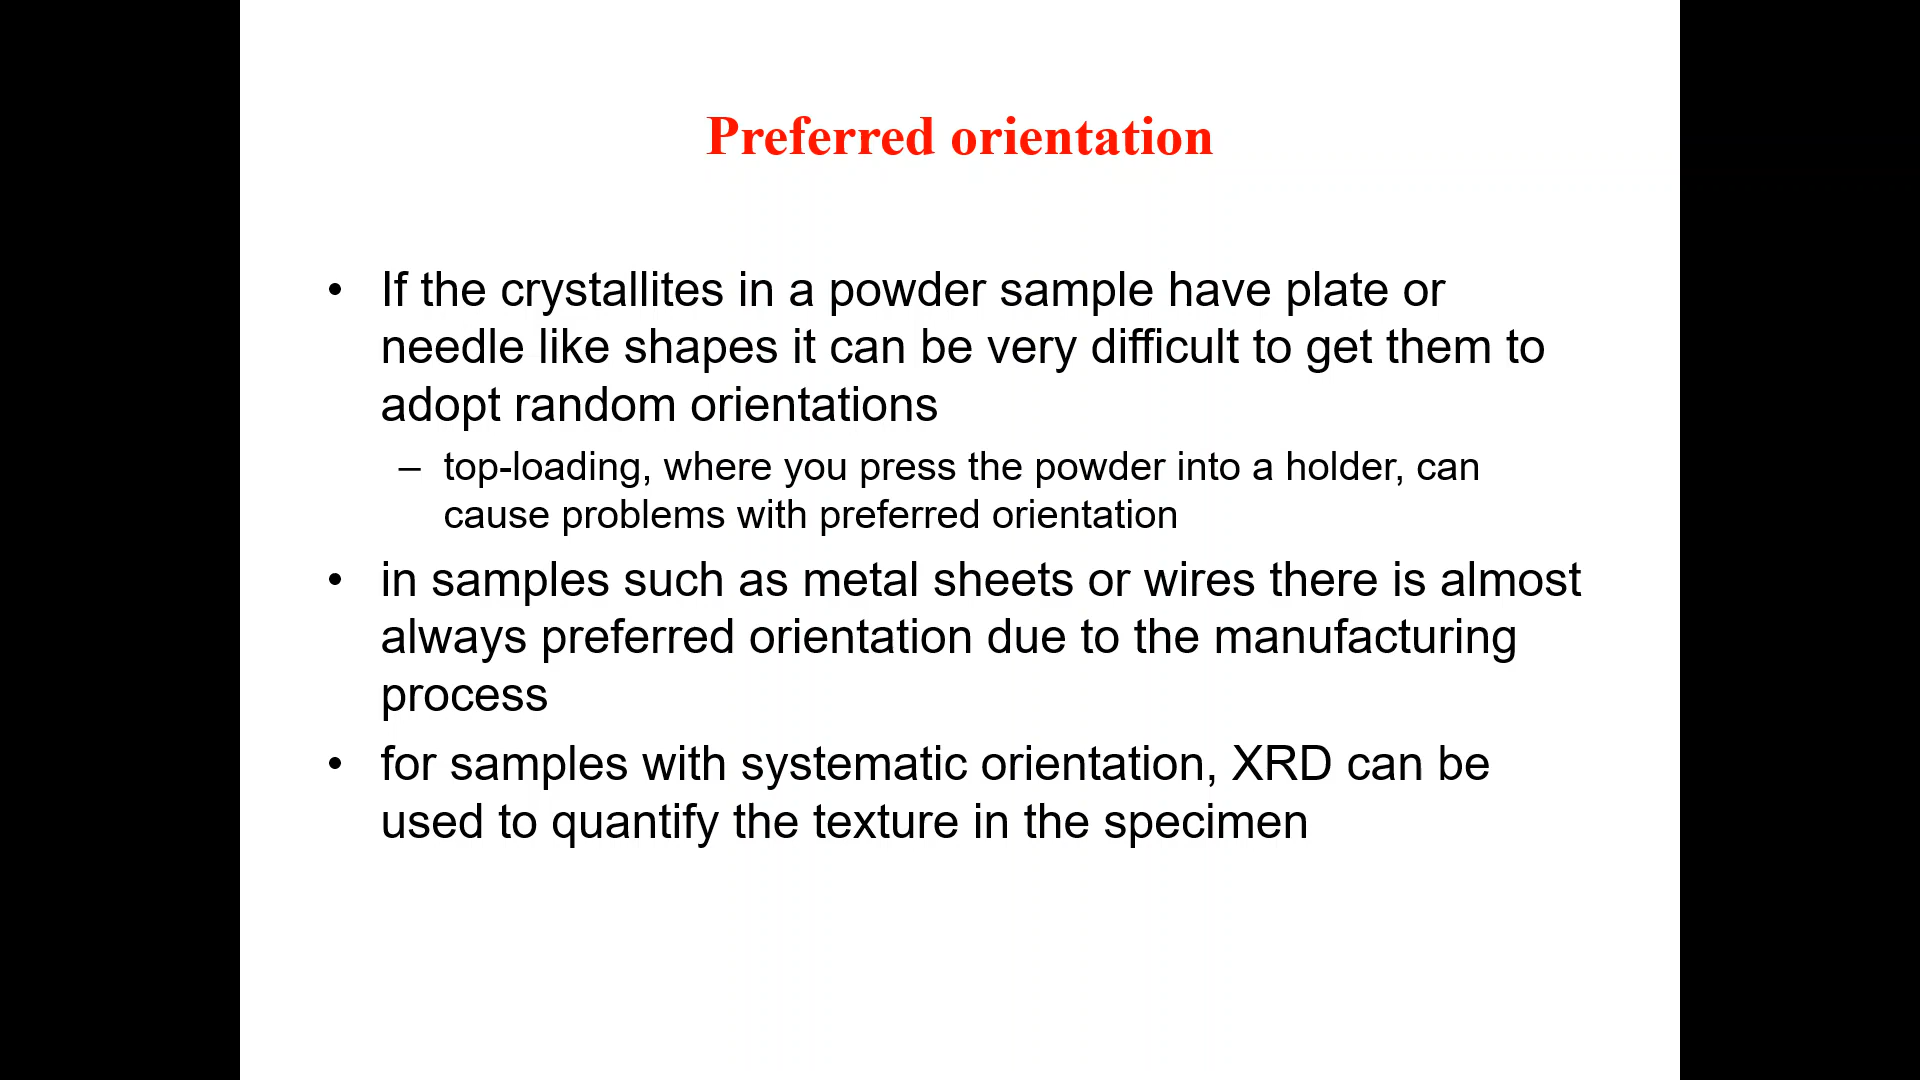 Preferred orientation
• If the crystallites in a powder sample have plate or
needle like shapes it can be very difficult to get them to
adopt random orientations
– top-loading, where you press the powder into a holder, can
cause problems with preferred orientation
• in samples such as metal sheets or wires there is almost
always preferred orientation due to the manufacturing
process
• for samples with systematic orientation, XRD can be
used to quantify the texture in the specimen